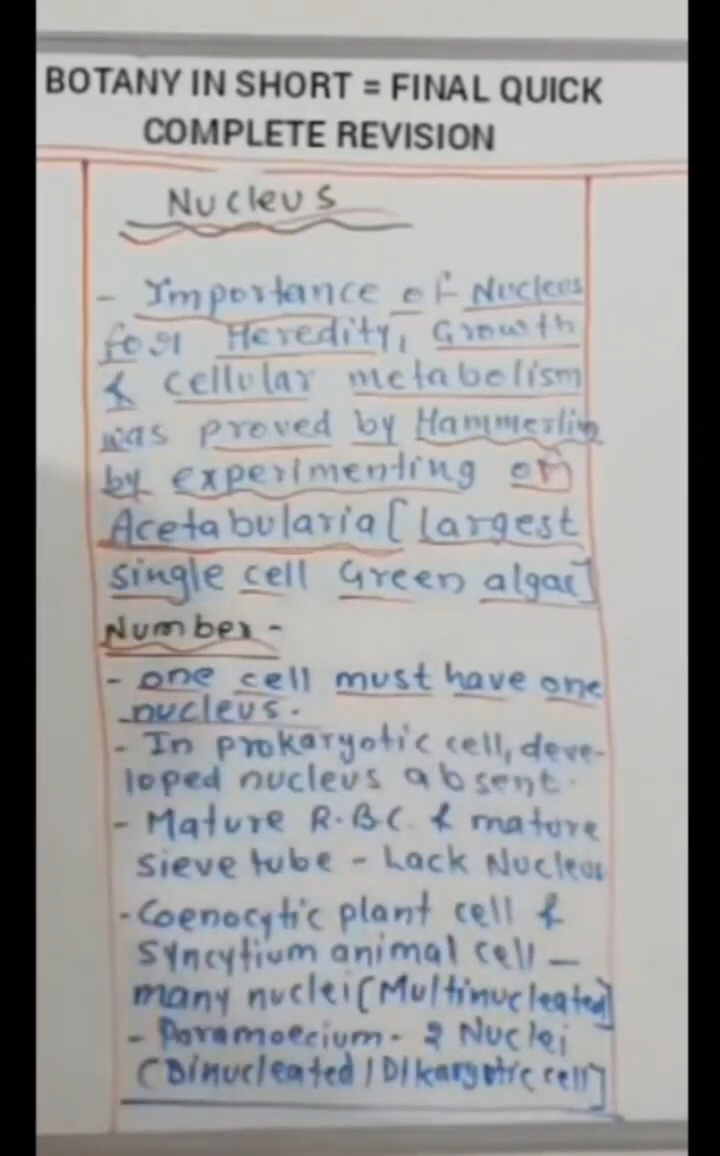 BOTANY IN SHORT = FINAL QUICK
COMPLETE REVISION
Nucleus
- Importance of Nucleus
for Heredity, Growth
& cellular metabolism
was proved by Hammerling
by experimenting on
Acetabularia [largest
single cell Green algae]
Number -
- one cell must have one
nucleus.
- In prokaryotic cell, deve-
loped nucleus absent.
- Mature R.B.C. & mature
sieve tube - Lack Nucleus
- Coenocytic plant cell &
syncytium animal cell -
many nuclei [Multinucleated]
- Paramoecium - 2 Nuclei
(Binucleated / Dikaryotic cell]